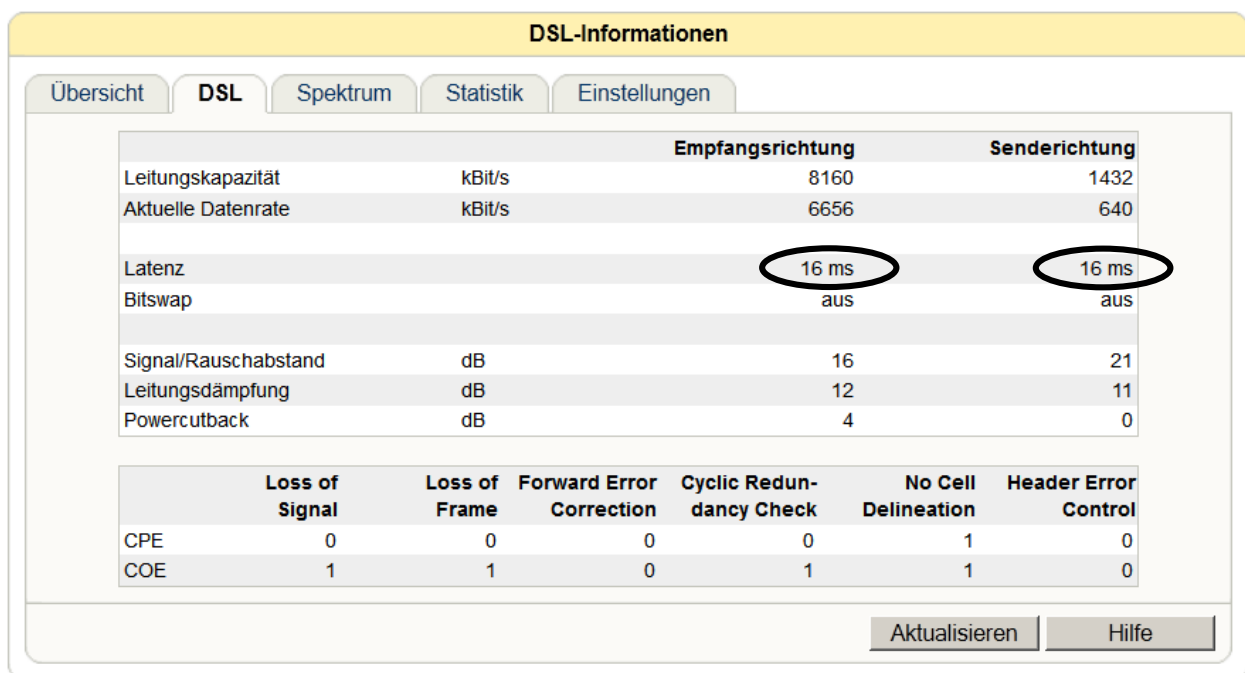 DSL-Informationen
Übersicht DSL Spektrum Statistik Einstellungen
Empfangsrichtung Senderichtung
Leitungskapazität kBit/s 8160 1432
Aktuelle Datenrate kBit/s 6656 640
Latenz 16 ms 16 ms
Bitswap aus aus
Signal/Rauschabstand dB 16 21
Leitungsdämpfung dB 12 11
Powercutback dB 4 0
Loss of Loss of Forward Error Cyclic Redun- No Cell Header Error
Signal Frame Correction dancy Check Delineation Control
CPE 0 0 0 0 1 0
COE 1 1 0 1 1 0
Aktualisieren Hilfe